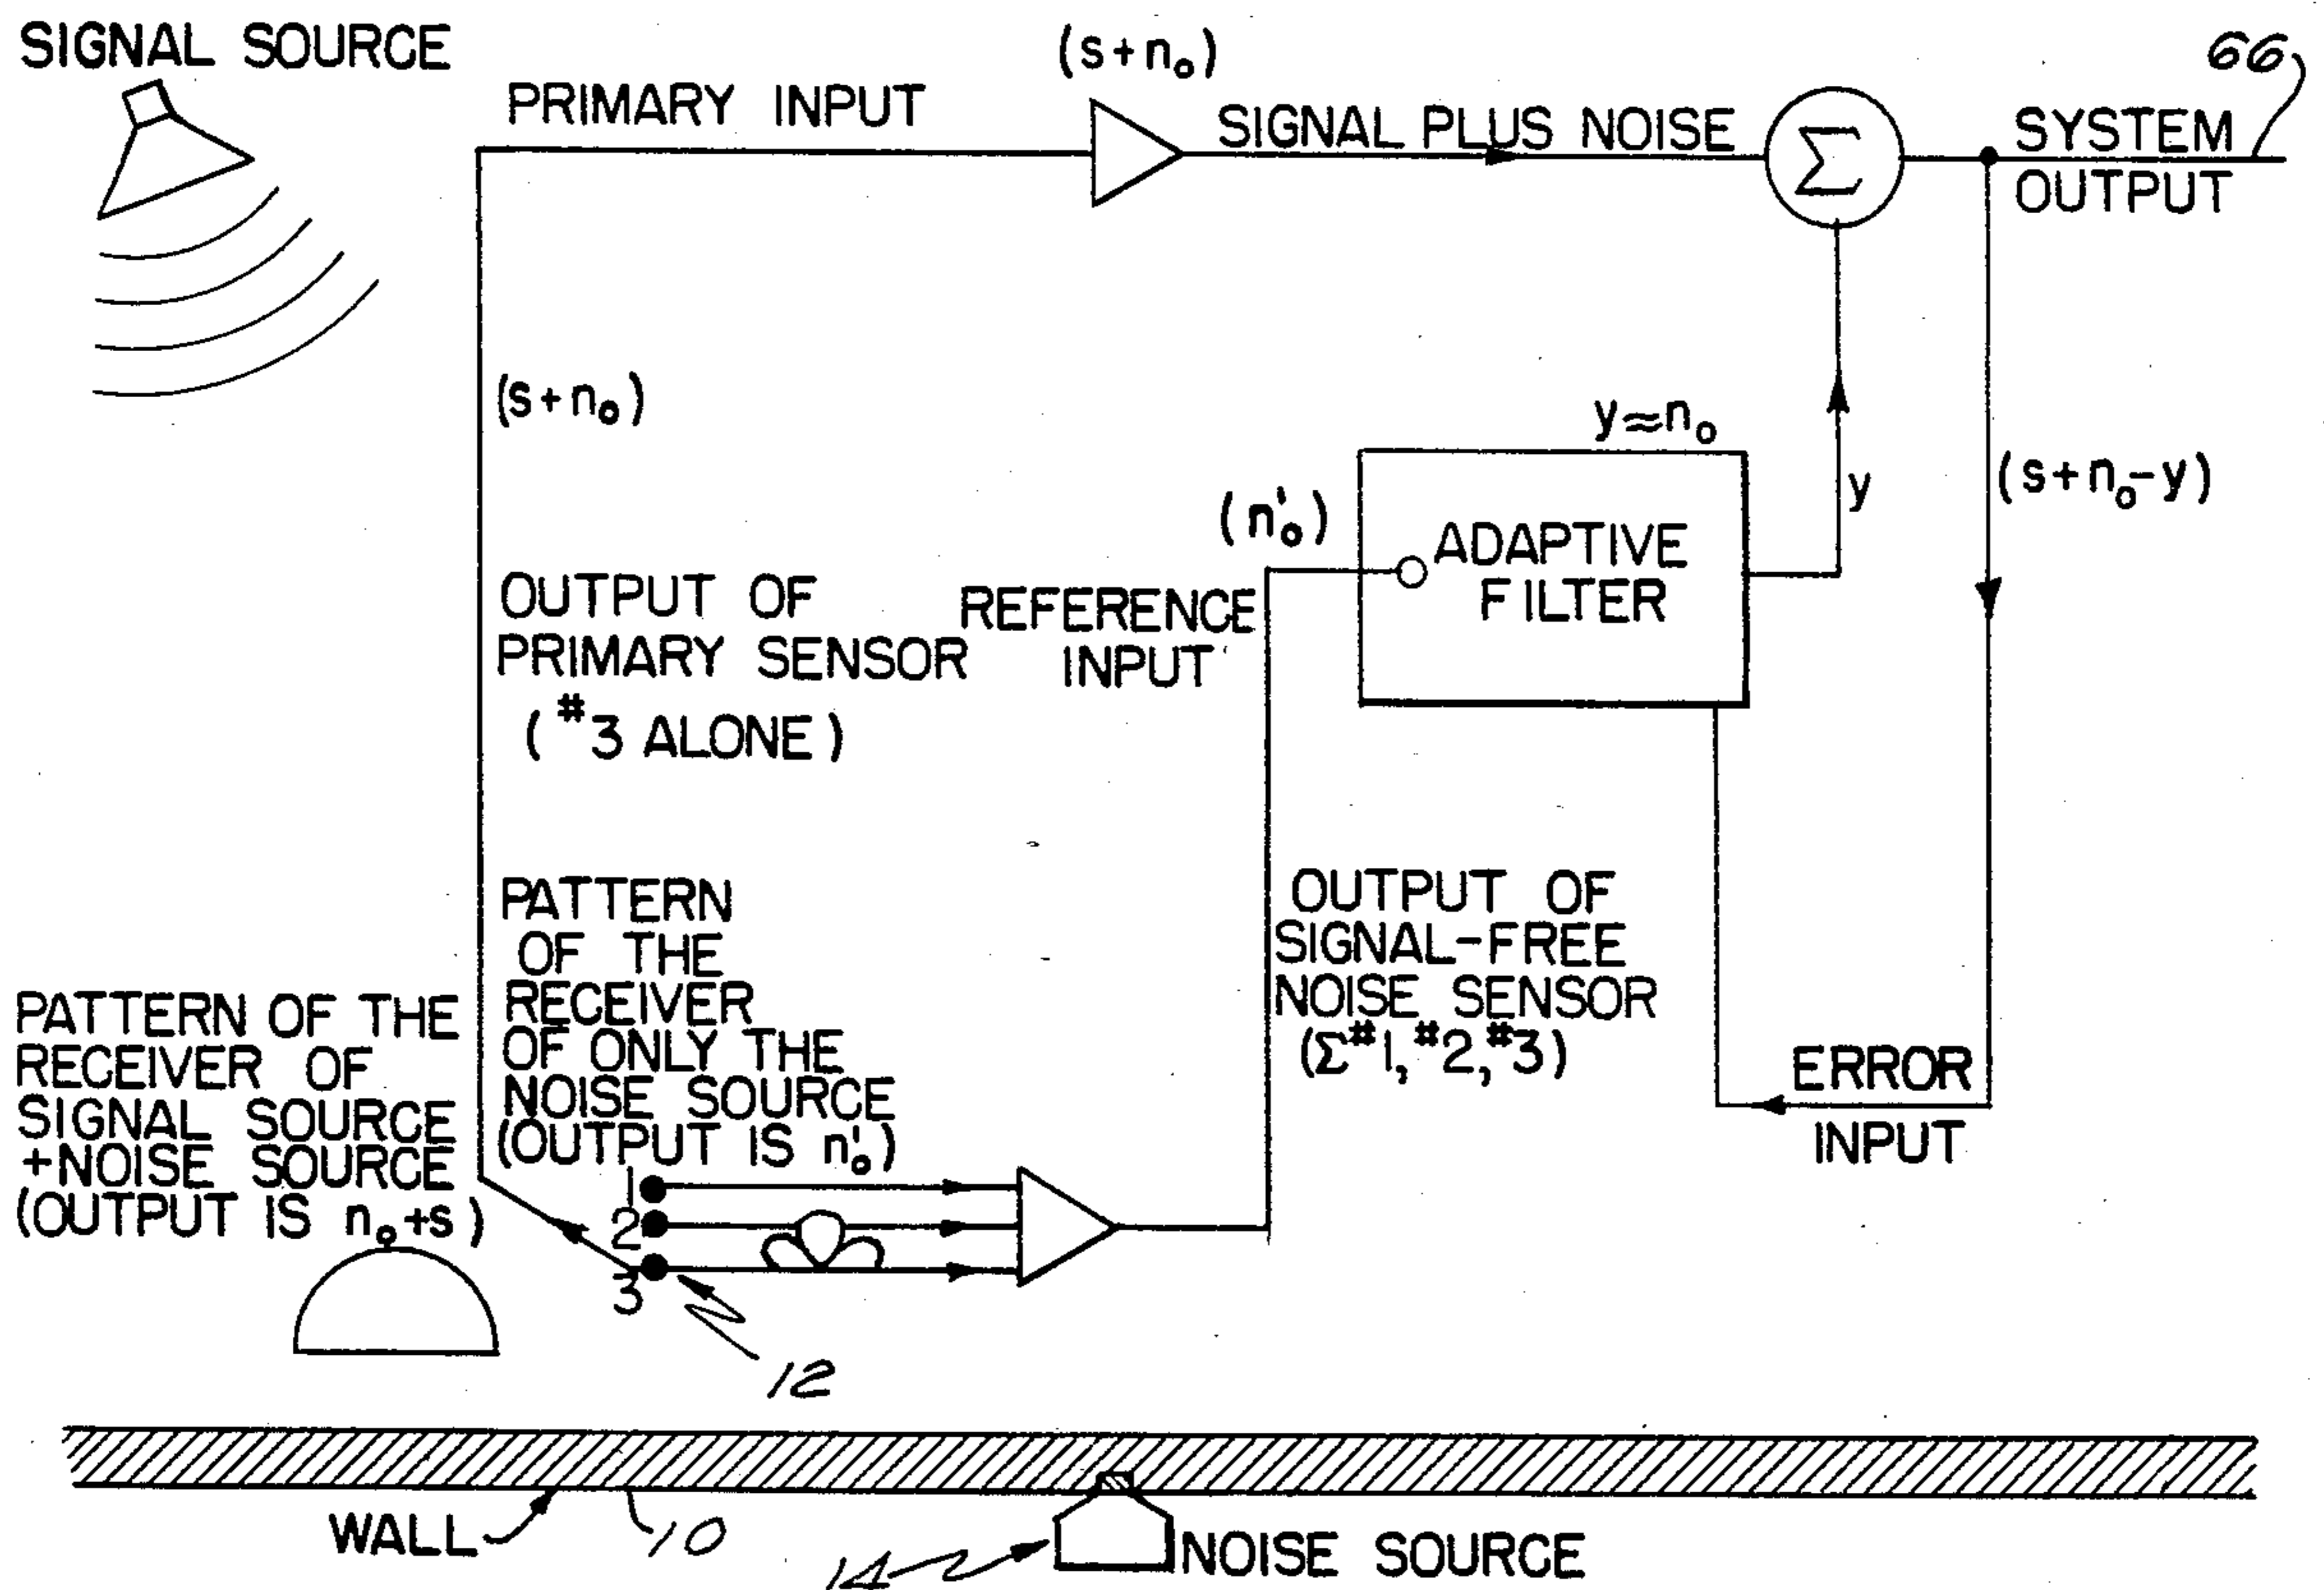 SIGNAL SOURCE
(s+n₀)
66
PRIMARY INPUT
SIGNAL PLUS NOISE
Σ
SYSTEM
OUTPUT
(s+n₀)
y≈n₀
(n'₀)
ADAPTIVE
FILTER
y
(s+n₀-y)
OUTPUT OF
PRIMARY SENSOR
(#3 ALONE)
REFERENCE
INPUT
PATTERN
OF THE
RECEIVER
OF ONLY THE
NOISE SOURCE
(OUTPUT IS n'₀)
OUTPUT OF
SIGNAL-FREE
NOISE SENSOR
(Σ#1,#2,#3)
PATTERN OF THE
RECEIVER OF
SIGNAL SOURCE
+NOISE SOURCE
(OUTPUT IS n₀+s)
ERROR
INPUT
1
2
3
12
WALL
10
14
NOISE SOURCE